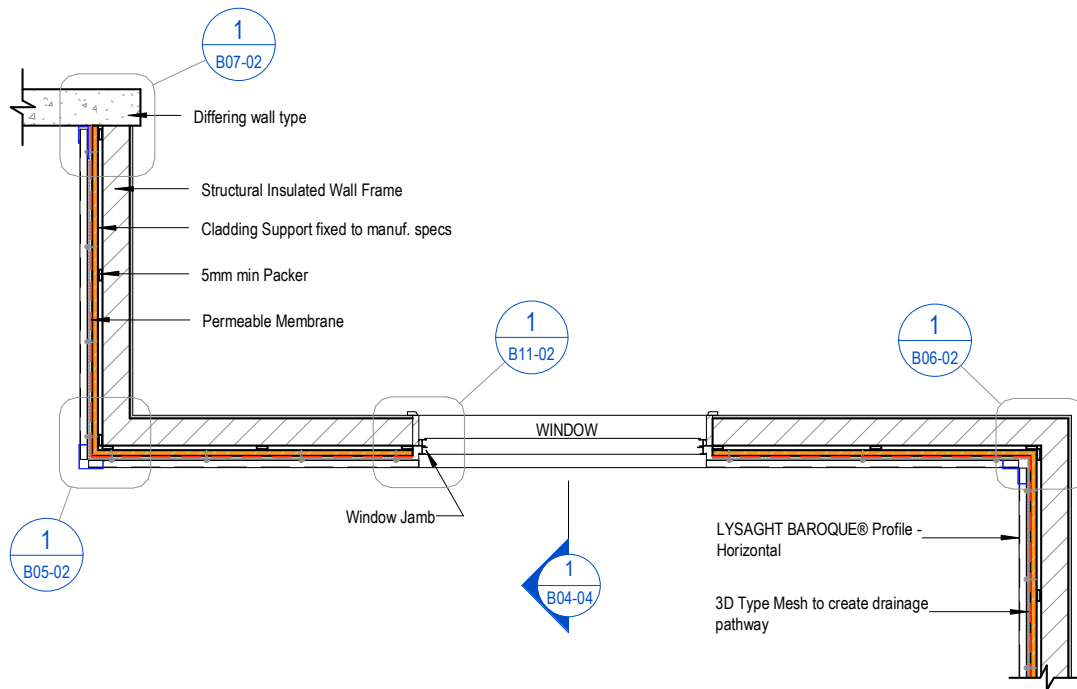 1
B07-02
Differing wall type
Structural Insulated Wall Frame
Cladding Support fixed to manuf. specs
5mm min Packer
Permeable Membrane
1
B11-02
1
B06-02
WINDOW
Window Jamb
1
B05-02
1
B04-04
LYSAGHT BAROQUE® Profile -
Horizontal
3D Type Mesh to create drainage
pathway